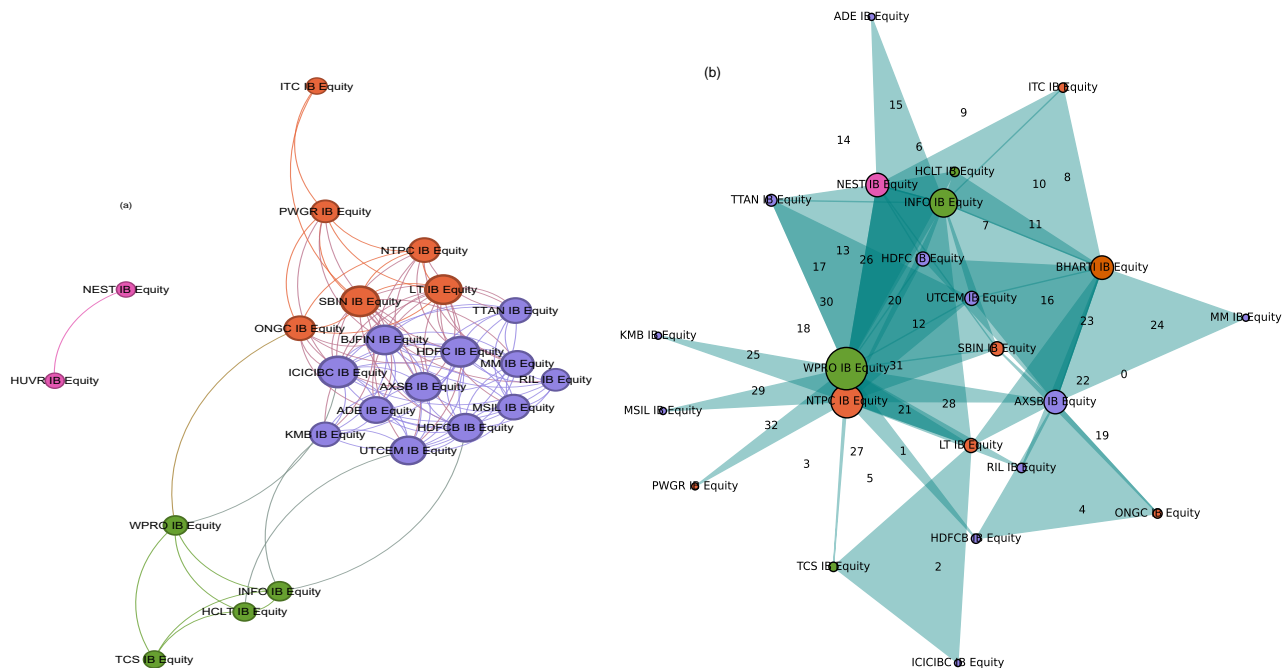 (a)
ITC IB Equity
PWGR IB Equity
NTPC IB Equity
NEST IB Equity
LT IB Equity
SBIN IB Equity
TTAN IB Equity
ONGC IB Equity
BJFIN IB Equity
HDFC IB Equity
MM IB Equity
ICICIBC IB Equity
RIL IB Equity
HUVR IB Equity
AXSB IB Equity
ADE IB Equity
MSIL IB Equity
HDFCB IB Equity
KMB IB Equity
UTCEM IB Equity
WPRO IB Equity
INFO IB Equity
HCLT IB Equity
TCS IB Equity
(b)
ADE IB Equity
ITC IB Equity
15
9
14
6
HCLT IB Equity
8
NEST IB Equity
10
TTAN IB Equity
INFO IB Equity
7
11
13
26
HDFC IB Equity
17
BHARTI IB Equity
30
20
UTCEM IB Equity
16
18
12
23
24
MM IB Equity
KMB IB Equity
25
SBIN IB Equity
WPRO IB Equity
31
22
0
29
NTPC IB Equity
21
28
AXSB IB Equity
MSIL IB Equity
32
19
3
27
1
LT IB Equity
5
RIL IB Equity
PWGR IB Equity
4
ONGC IB Equity
HDFCB IB Equity
TCS IB Equity
2
ICICIBC IB Equity